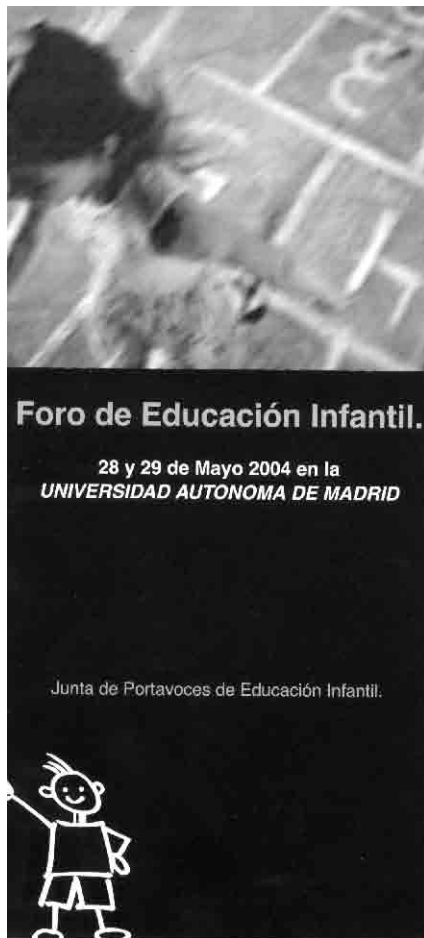 Foro de Educación Infantil.
28 y 29 de Mayo 2004 en la
UNIVERSIDAD AUTONOMA DE MADRID
Junta de Portavoces de Educación Infantil.